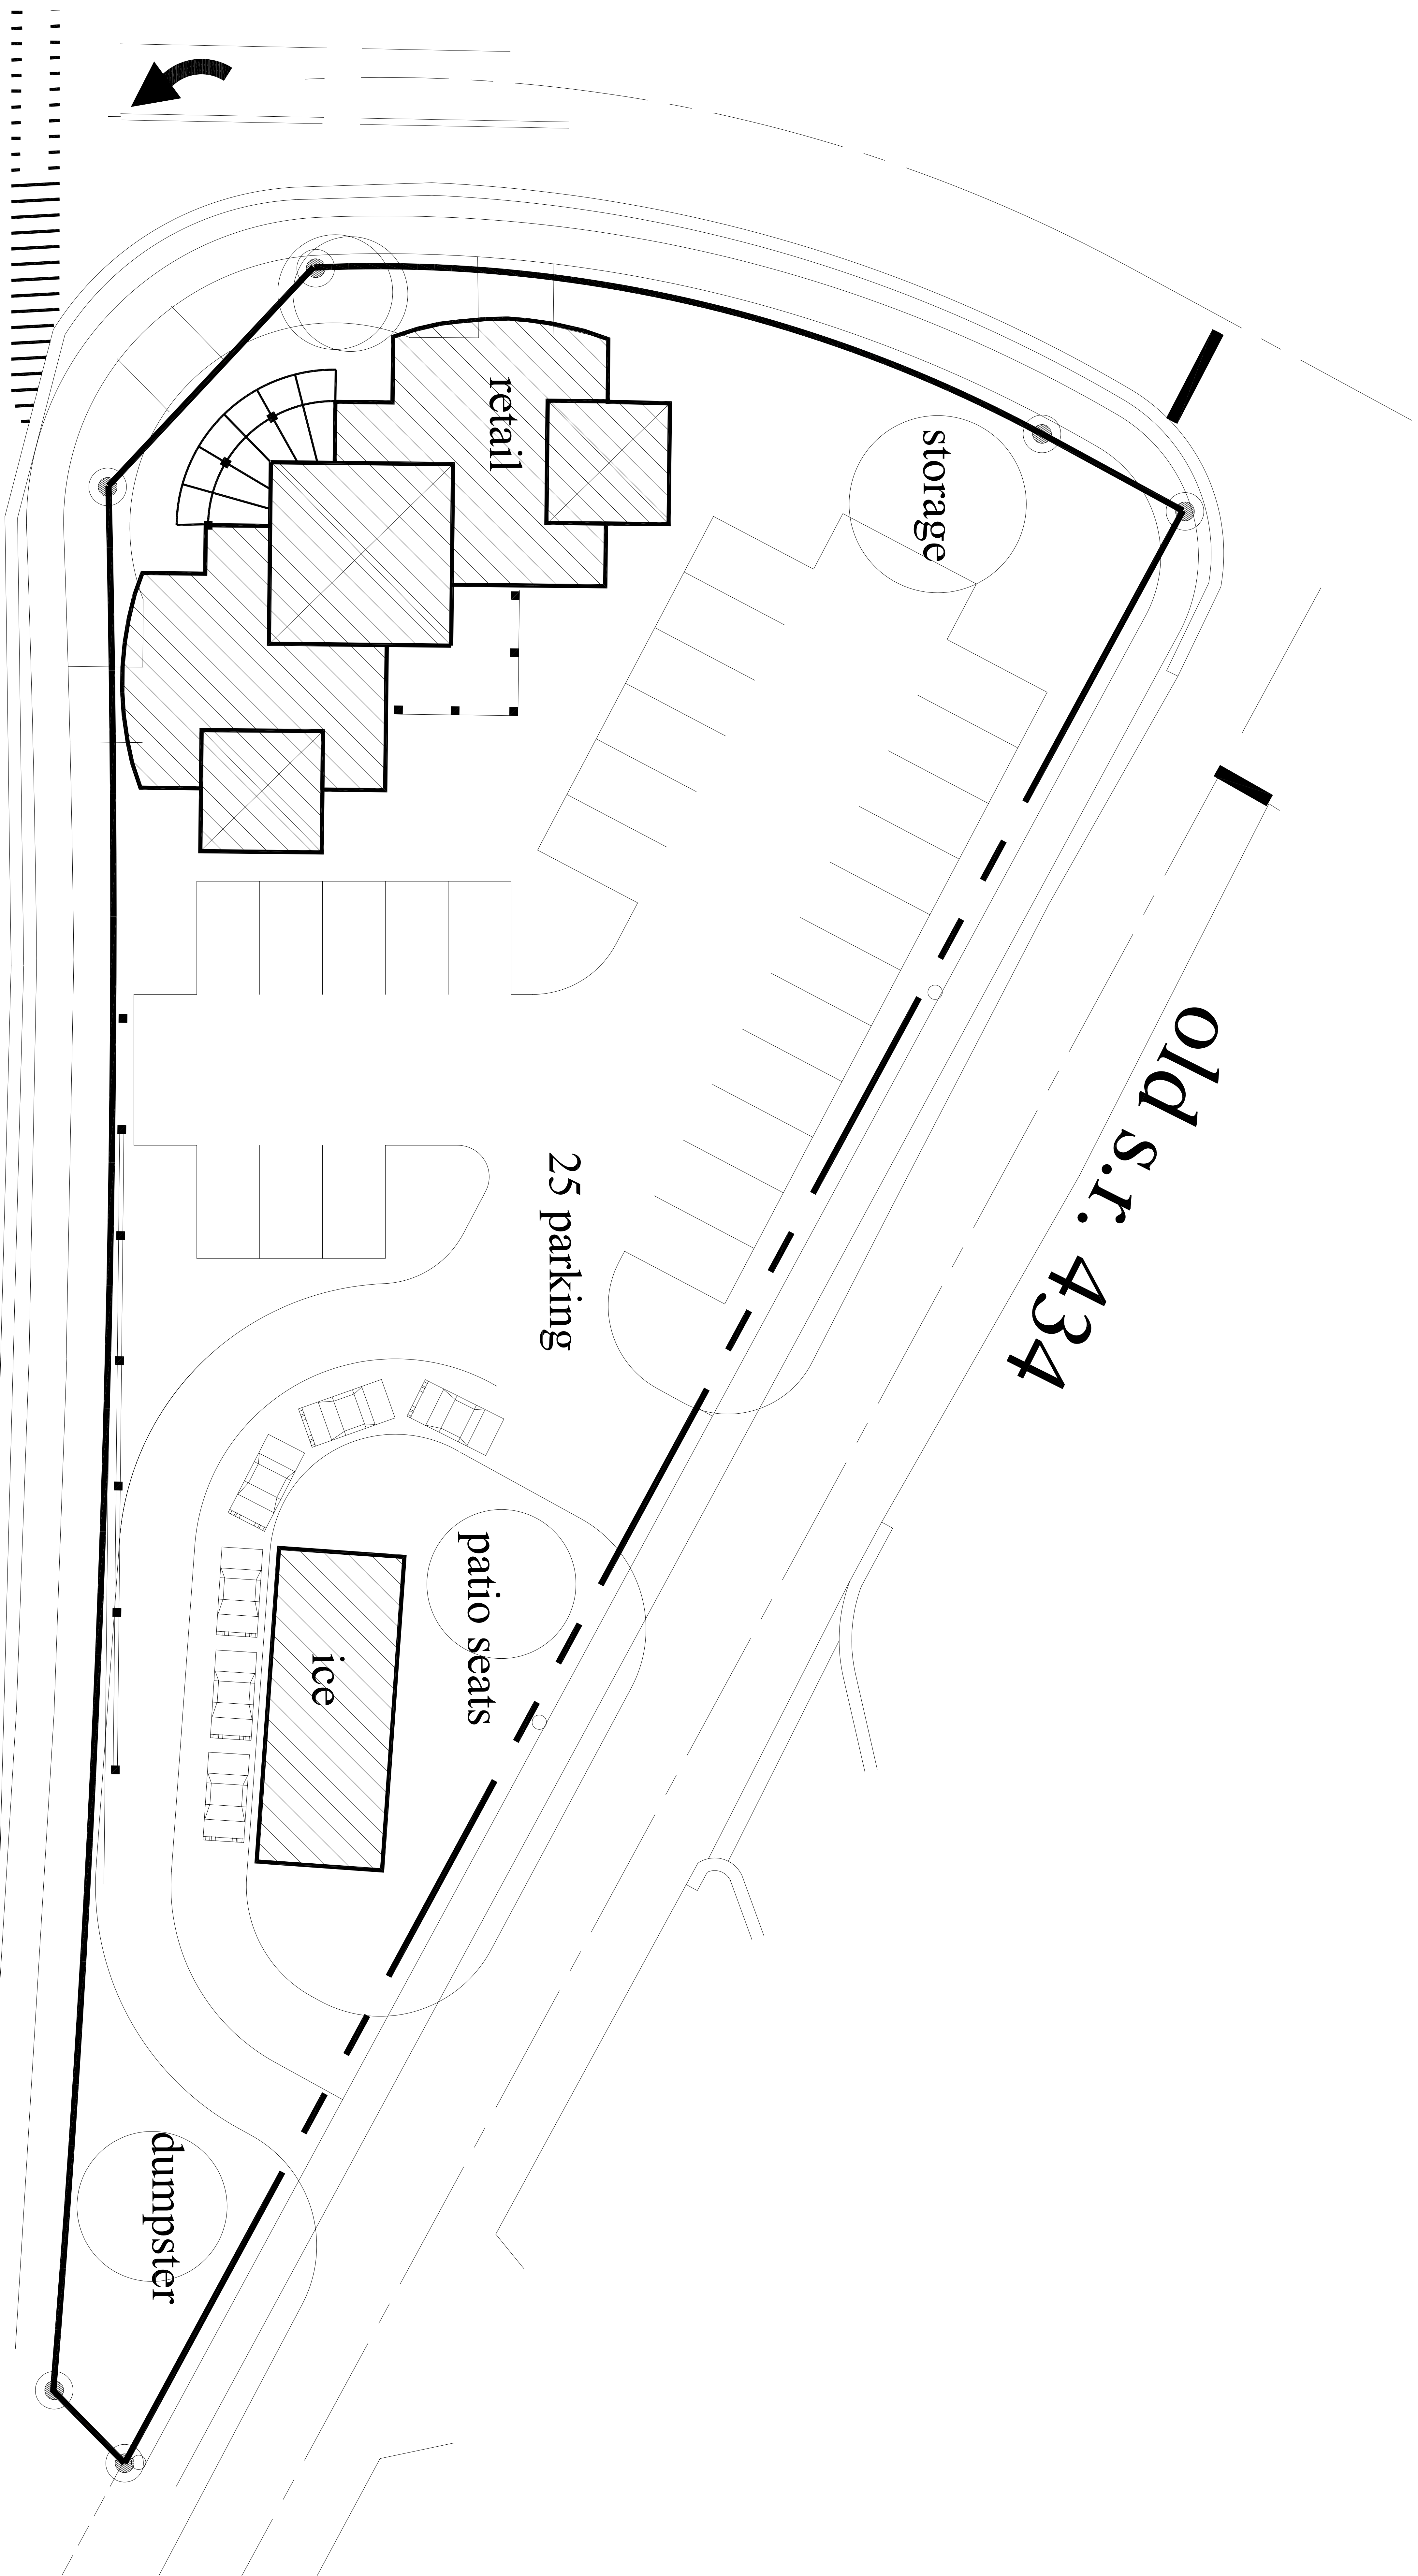 old s.r. 434
storage
retail
25 parking
patio seats
ice
dumpster